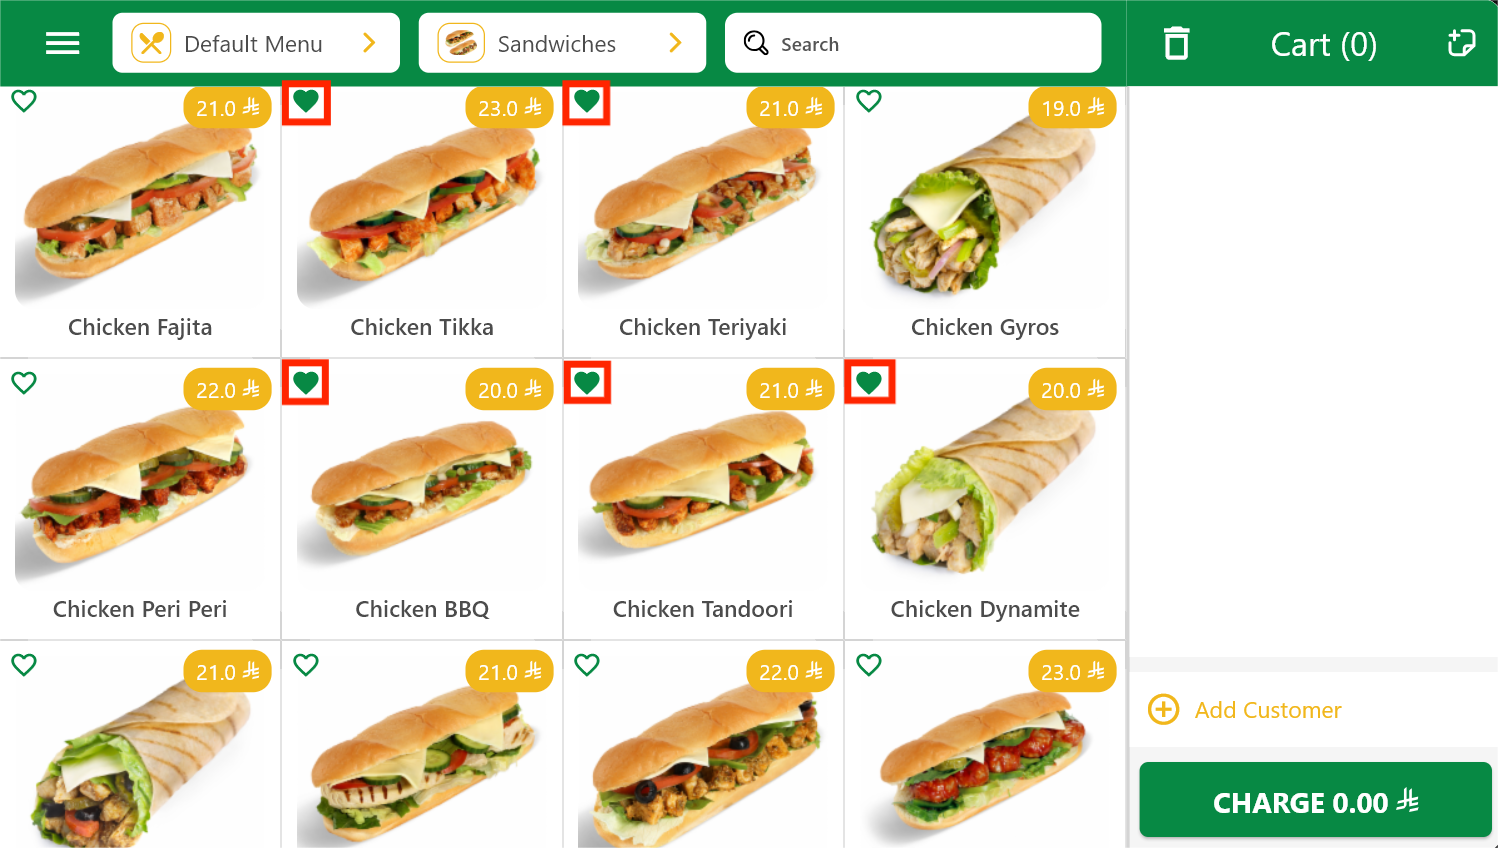 Default Menu
Sandwiches
Search
Cart (0)
21.0 ⃁
23.0 ⃁
21.0 ⃁
19.0 ⃁
Chicken Fajita
Chicken Tikka
Chicken Teriyaki
Chicken Gyros
22.0 ⃁
20.0 ⃁
21.0 ⃁
20.0 ⃁
Chicken Peri Peri
Chicken BBQ
Chicken Tandoori
Chicken Dynamite
21.0 ⃁
21.0 ⃁
22.0 ⃁
23.0 ⃁
Add Customer
CHARGE 0.00 ⃁